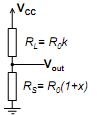 VCC
RL= R0k
Vout
RS= R0(1+x)